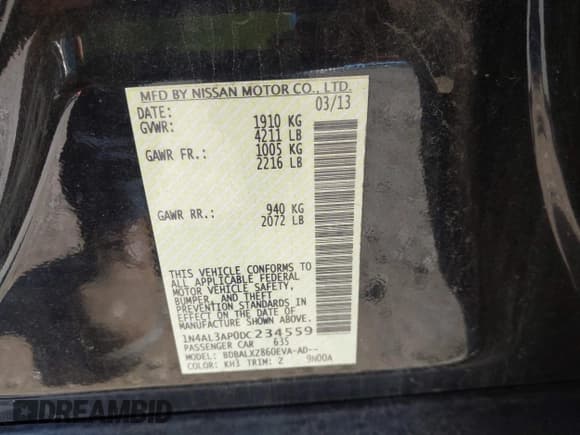 MFD BY NISSAN MOTOR CO., LTD.
DATE: 03/13
GVWR: 1910 KG
4211 LB
GAWR FR.: 1005 KG
2216 LB
GAWR RR.: 940 KG
2072 LB
THIS VEHICLE CONFORMS TO
ALL APPLICABLE FEDERAL
MOTOR VEHICLE SAFETY,
BUMPER, AND THEFT
PREVENTION STANDARDS IN
EFFECT ON THE DATE OF
MANUFACTURE SHOWN ABOVE.
1N4AL3AP0DC234559
PASSENGER CAR 635
MODEL: BDBALXZ860EVA-AD--
COLOR: KH3 TRIM: Z 9N00A
DREAMBID